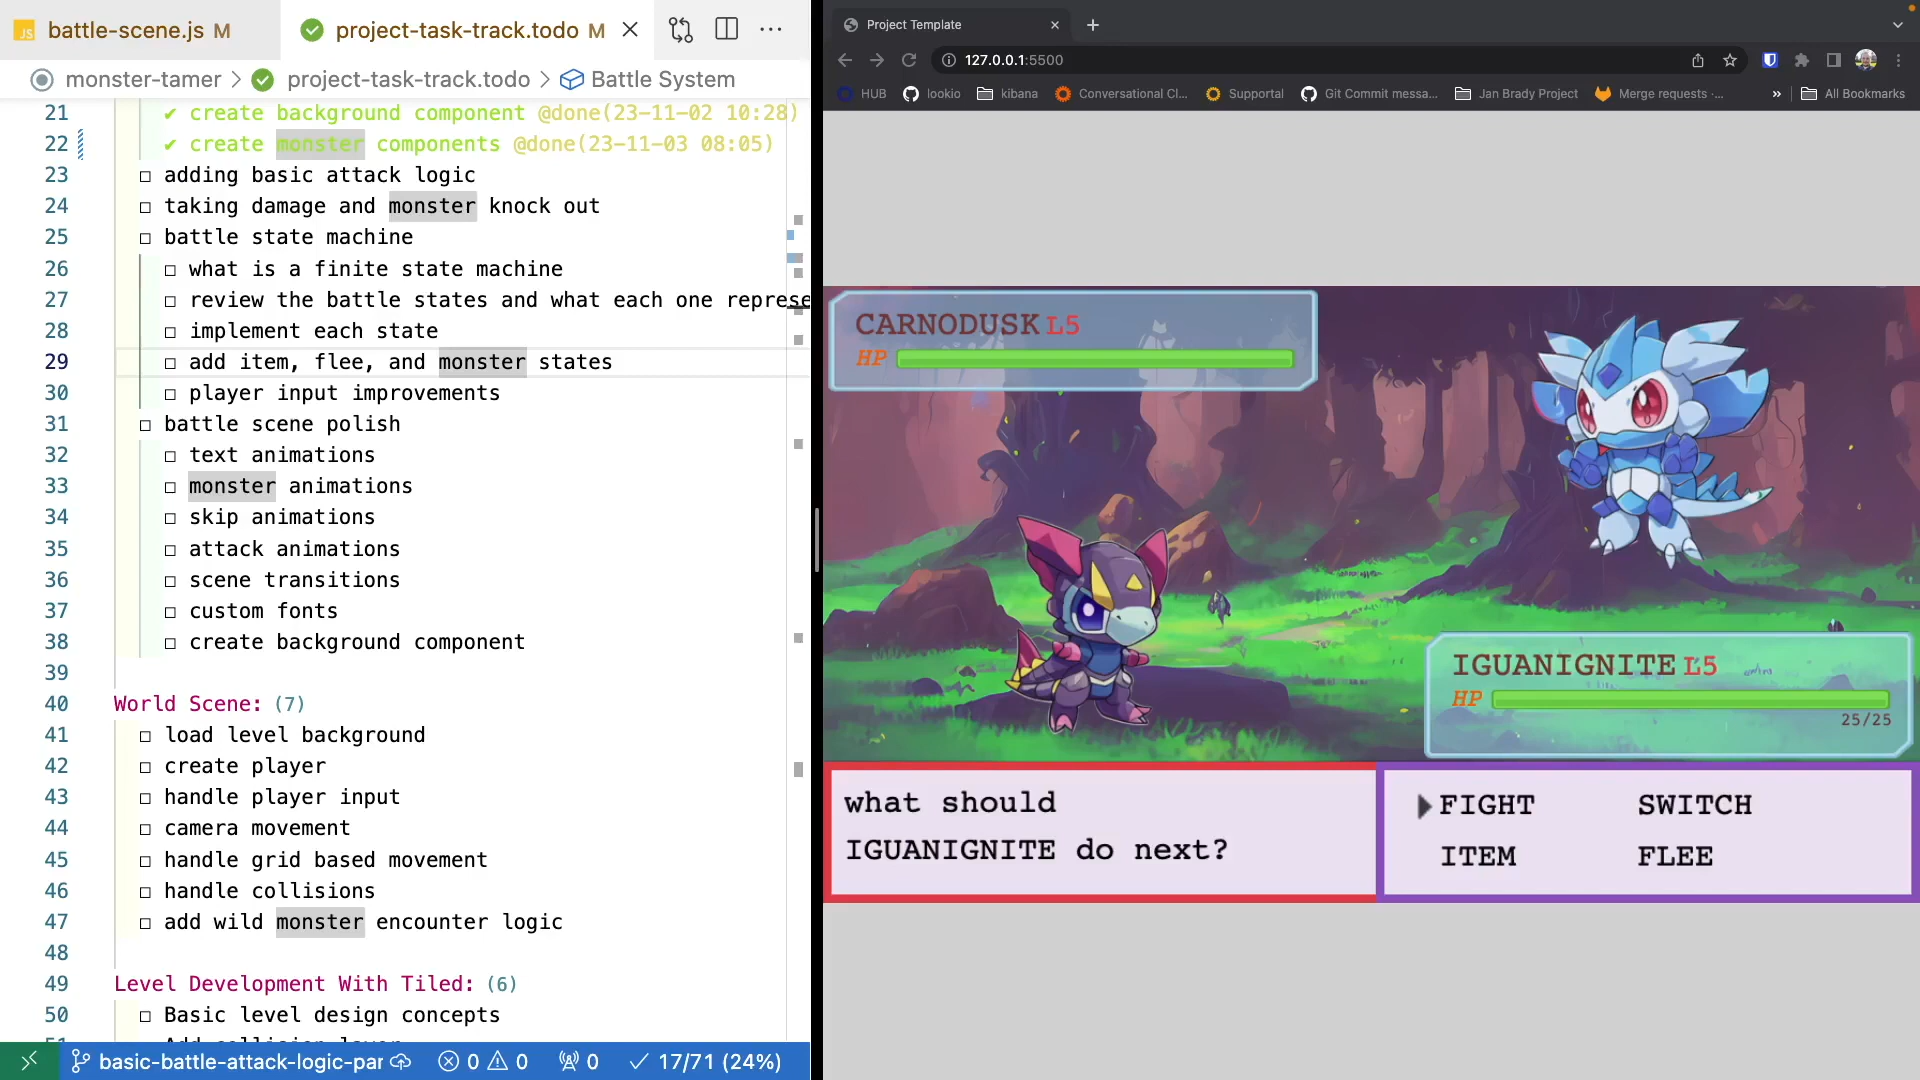 battle-scene.js M
project-task-track.todo M
monster-tamer > project-task-track.todo > Battle System
21 ✔ create background component @done(23-11-02 10:28)
22 ✔ create monster components @done(23-11-03 08:05)
23 ☐ adding basic attack logic
24 ☐ taking damage and monster knock out
25 ☐ battle state machine
26 ☐ what is a finite state machine
27 ☐ review the battle states and what each one represe
28 ☐ implement each state
29 ☐ add item, flee, and monster states
30 ☐ player input improvements
31 ☐ battle scene polish
32 ☐ text animations
33 ☐ monster animations
34 ☐ skip animations
35 ☐ attack animations
36 ☐ scene transitions
37 ☐ custom fonts
38 ☐ create background component
39
40 World Scene: (7)
41 ☐ load level background
42 ☐ create player
43 ☐ handle player input
44 ☐ camera movement
45 ☐ handle grid based movement
46 ☐ handle collisions
47 ☐ add wild monster encounter logic
48
49 Level Development With Tiled: (6)
50 ☐ Basic level design concepts
basic-battle-attack-logic-par 0 0 0 17/71 (24%)
Project Template
127.0.0.1:5500
HUB lookio kibana Conversational Cl... Supportal Git Commit messa... Jan Brady Project Merge requests ·... » All Bookmarks
CARNODUSK L5
HP
IGUANIGNITE L5
HP
25/25
what should
IGUANIGNITE do next?
FIGHT SWITCH
ITEM FLEE